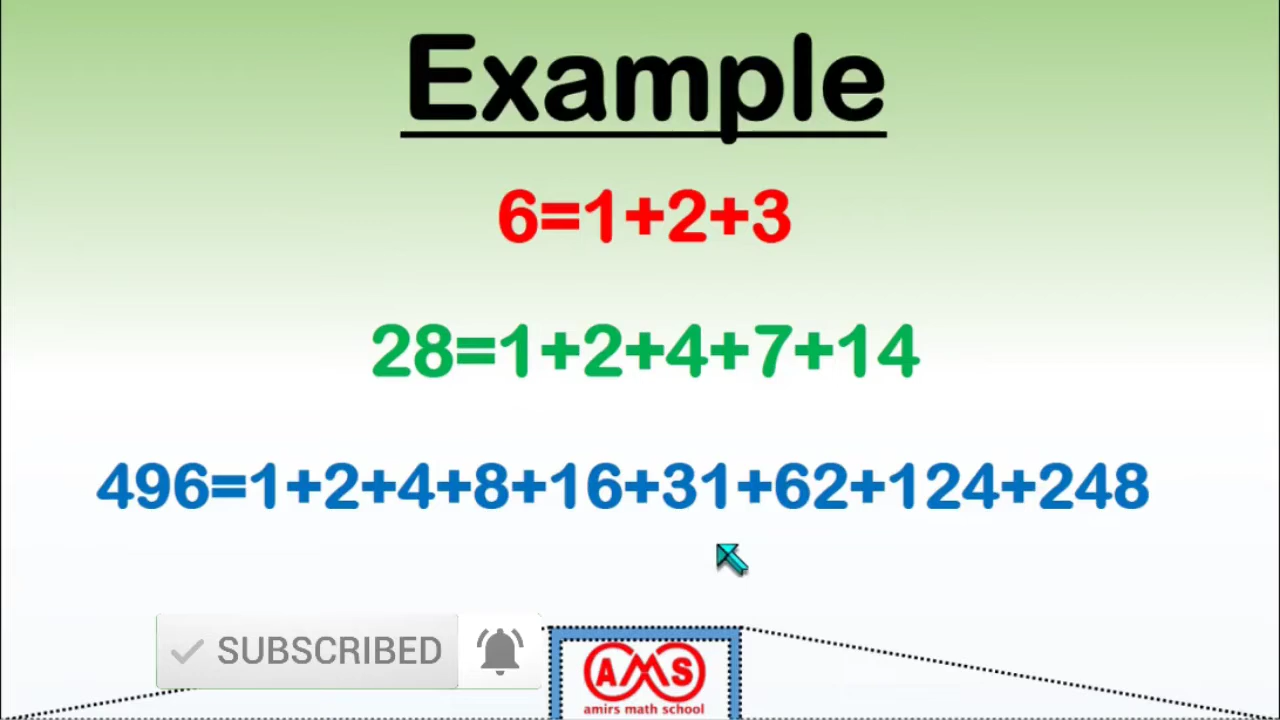 Example
6=1+2+3
28=1+2+4+7+14
496=1+2+4+8+16+31+62+124+248
SUBSCRIBED
AMS
amirs math school